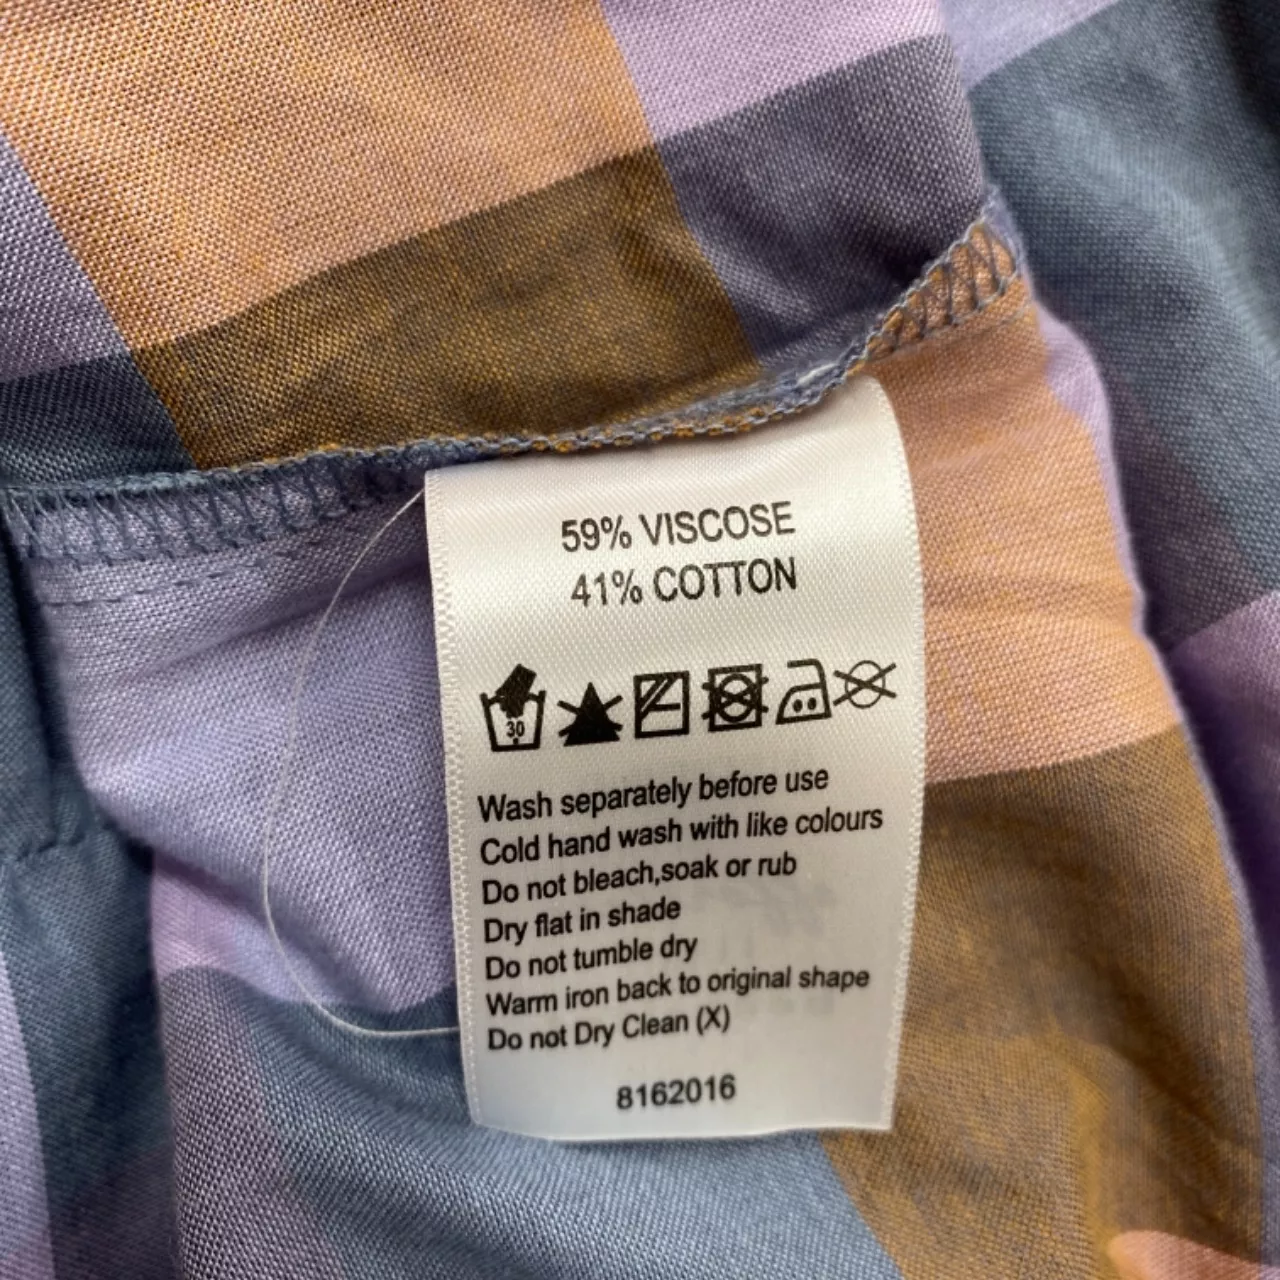 59% VISCOSE
41% COTTON
30
Wash separately before use
Cold hand wash with like colours
Do not bleach,soak or rub
Dry flat in shade
Do not tumble dry
Warm iron back to original shape
Do not Dry Clean (X)
8162016